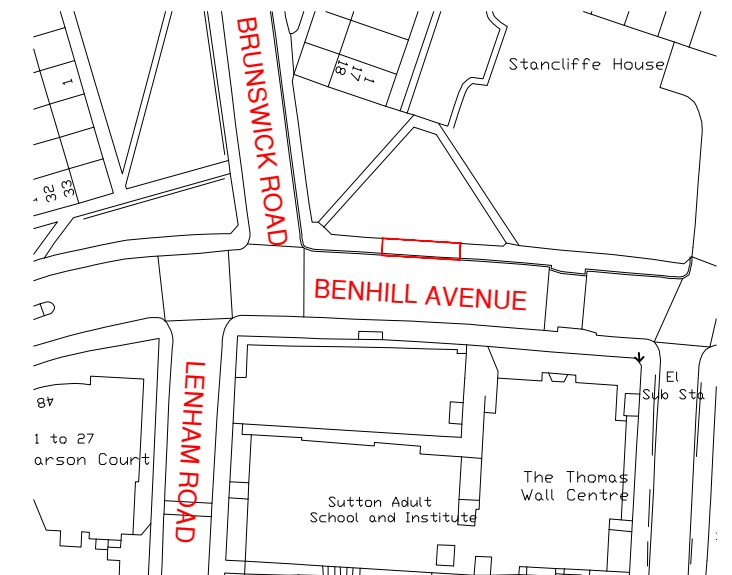 BRUNSWICK ROAD
Stancliffe House
18
17
1
1
32
33
BENHILL AVENUE
LENHAM ROAD
48
El
Sub Sta
1 to 27
arson Court
The Thomas
Wall Centre
Sutton Adult
School and Institute